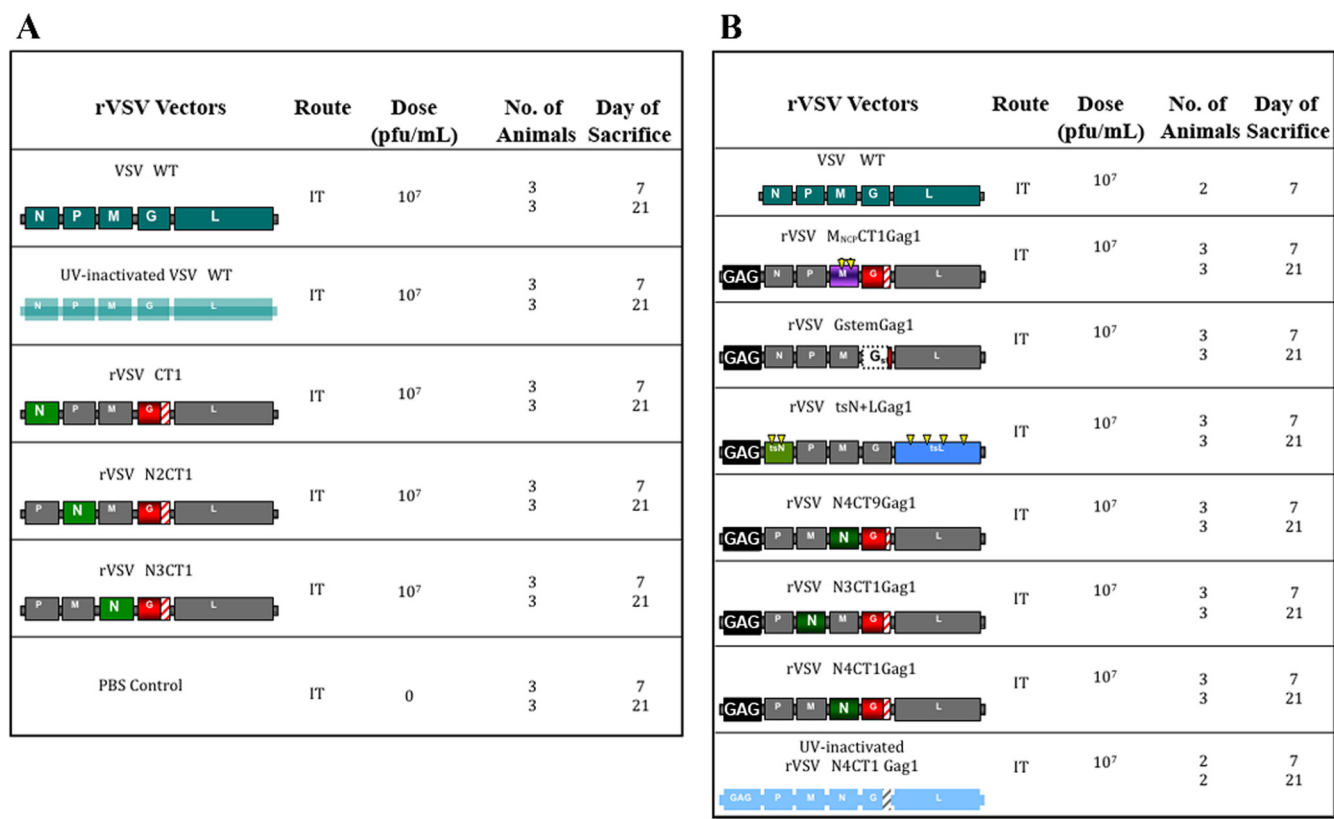 A
rVSV Vectors Route Dose (pfu/mL) No. of Animals Day of Sacrifice
VSV WT
N P M G L
IT 10⁷ 3 7
3 21
UV-inactivated VSV WT
N P M G L
IT 10⁷ 3 7
3 21
rVSV CT1
N P M G L
IT 10⁷ 3 7
3 21
rVSV N2CT1
P N M G L
IT 10⁷ 3 7
3 21
rVSV N3CT1
P M N G L
IT 10⁷ 3 7
3 21
PBS Control
IT 0 3 7
3 21
B
rVSV Vectors Route Dose (pfu/mL) No. of Animals Day of Sacrifice
VSV WT
N P M G L
IT 10⁷ 2 7
rVSV M_NCP CT1Gag1
GAG N P M G L
IT 10⁷ 3 7
3 21
rVSV GstemGag1
GAG N P M G L
IT 10⁷ 3 7
3 21
rVSV tsN+LGag1
GAG tsN P M G tsL
IT 10⁷ 3 7
3 21
rVSV N4CT9Gag1
GAG P M N G L
IT 10⁷ 3 7
3 21
rVSV N3CT1Gag1
GAG P N M G L
IT 10⁷ 3 7
3 21
rVSV N4CT1Gag1
GAG P M N G L
IT 10⁷ 3 7
3 21
UV-inactivated
rVSV N4CT1 Gag1
GAG P M N G L
IT 10⁷ 2 7
2 21